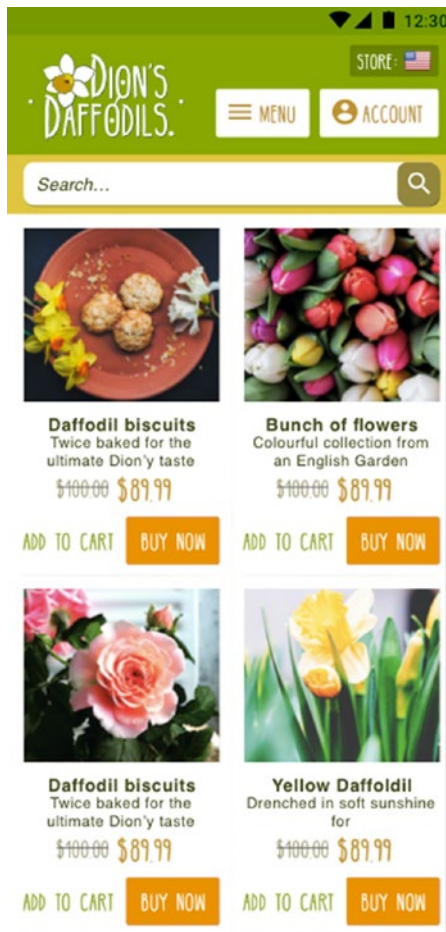 12:30
STORE:
DION'S
DAFFODILS.
MENU
ACCOUNT
Search...
Daffodil biscuits
Twice baked for the
ultimate Dion'y taste
$100.00 $89.99
ADD TO CART BUY NOW
Bunch of flowers
Colourful collection from
an English Garden
$100.00 $89.99
ADD TO CART BUY NOW
Daffodil biscuits
Twice baked for the
ultimate Dion'y taste
$100.00 $89.99
ADD TO CART BUY NOW
Yellow Daffoldil
Drenched in soft sunshine
for
$100.00 $89.99
ADD TO CART BUY NOW